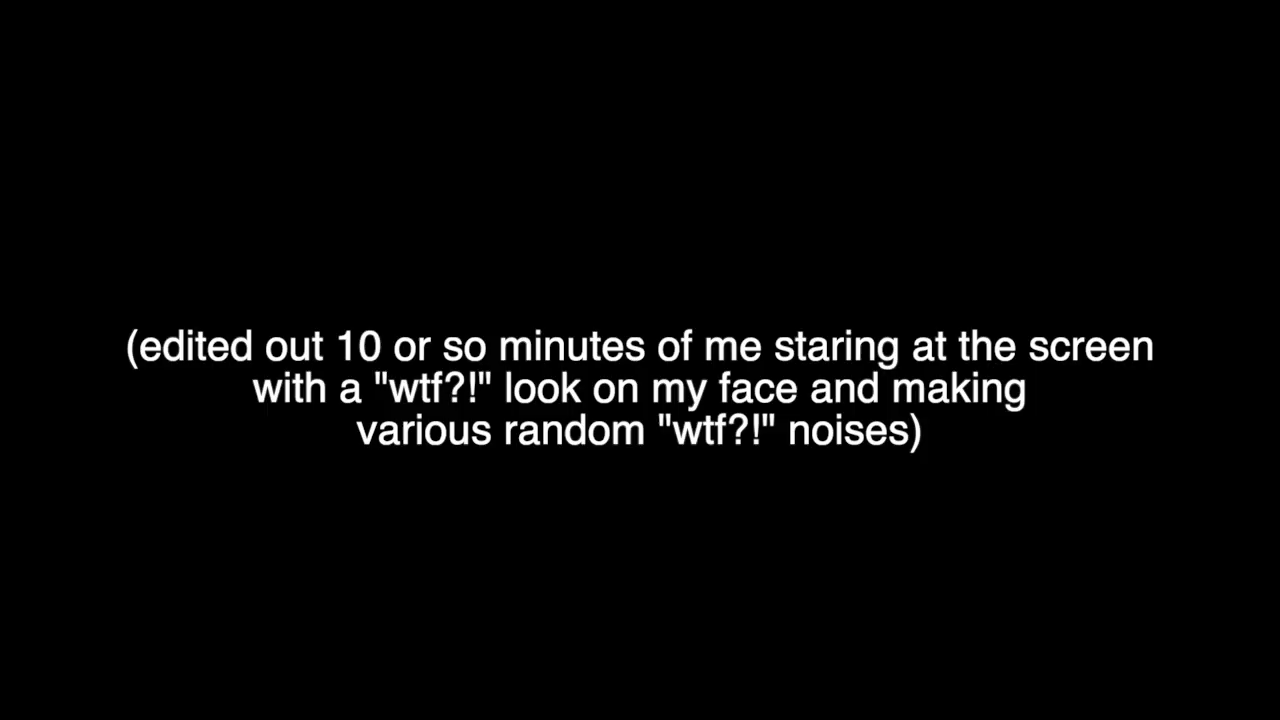 (edited out 10 or so minutes of me staring at the screen
with a "wtf?!" look on my face and making
various random "wtf?!" noises)